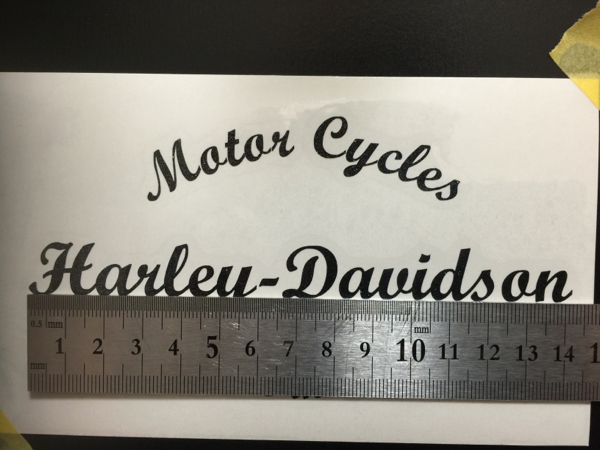 Motor Cycles
Harley-Davidson
0.5 mm mm
1 2 3 4 5 6 7 8 9 10 11 12 13 14
mm